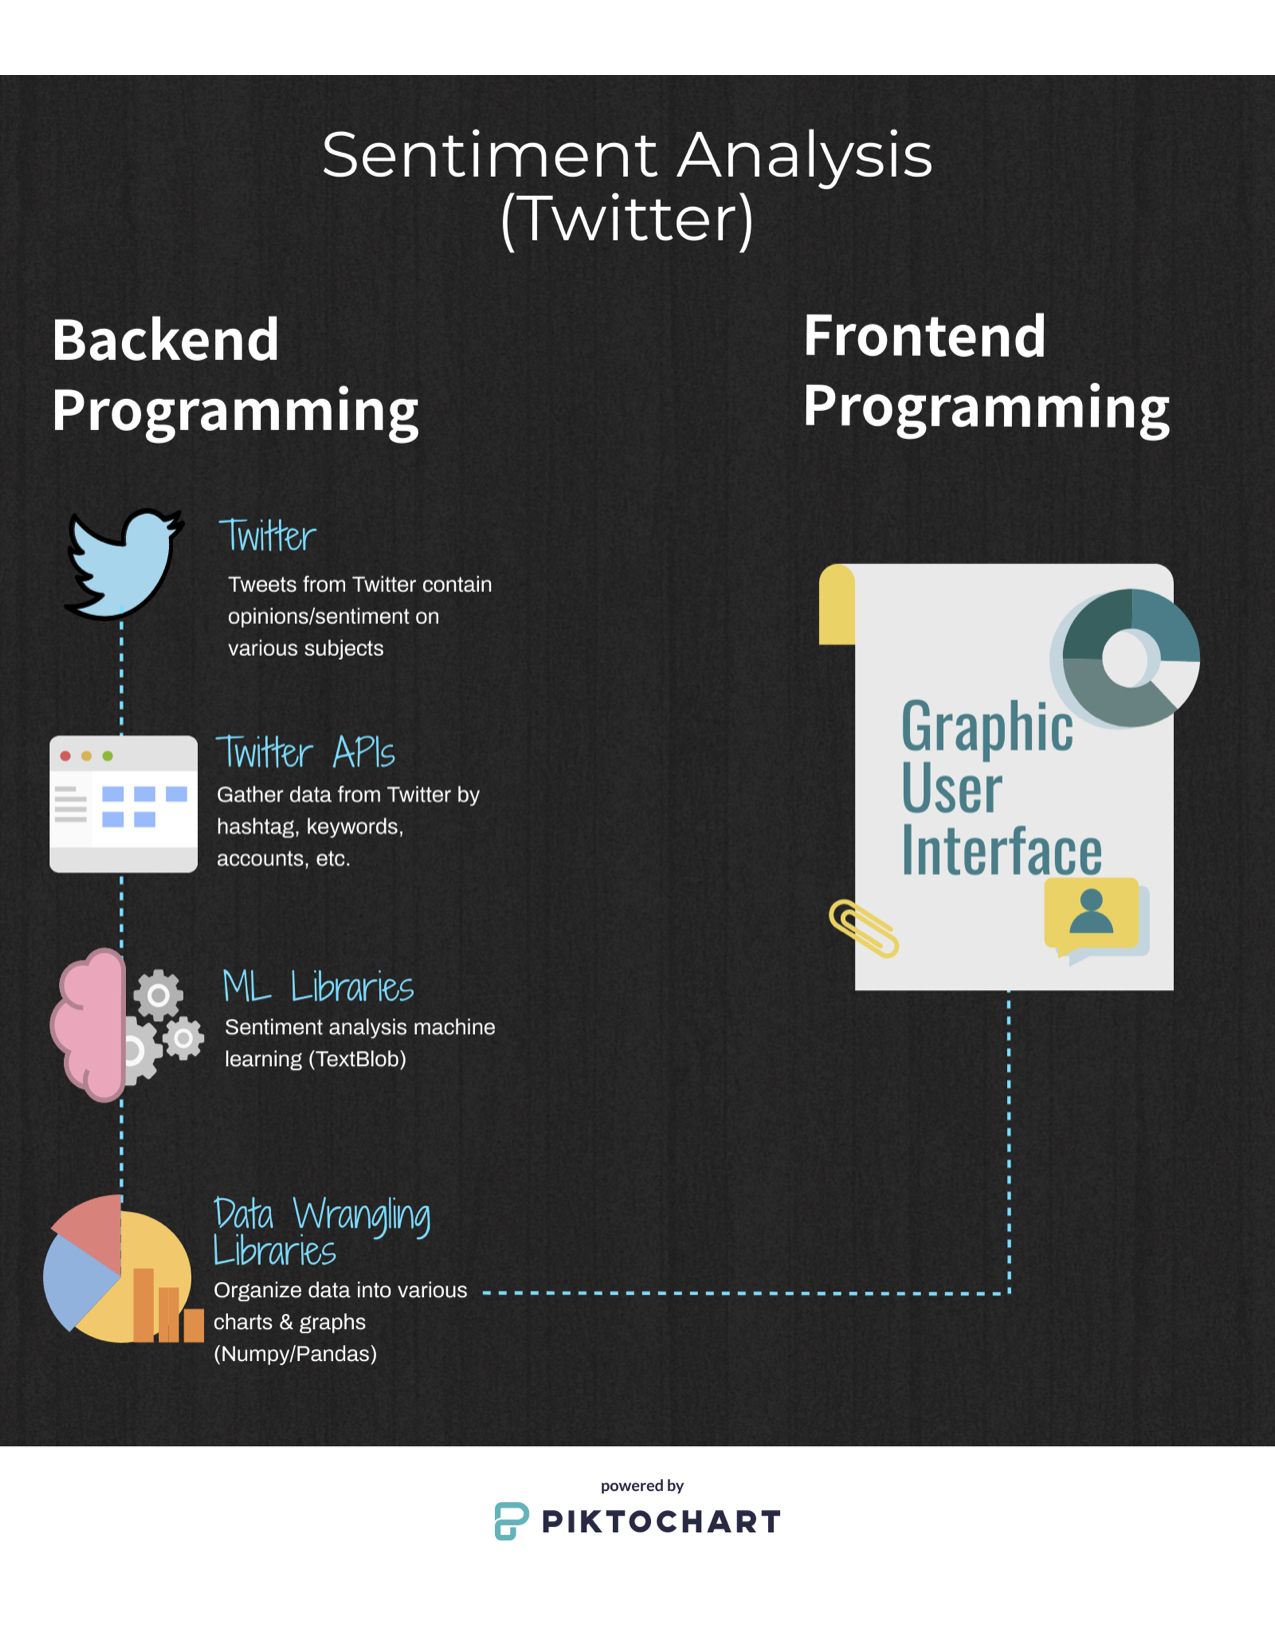 Sentiment Analysis
(Twitter)
Backend
Programming
Twitter
Tweets from Twitter contain
opinions/sentiment on
various subjects
Twitter APIs
Gather data from Twitter by
hashtag, keywords,
accounts, etc.
ML Libraries
Sentiment analysis machine
learning (TextBlob)
Data Wrangling
Libraries
Organize data into various
charts & graphs
(Numpy/Pandas)
Frontend
Programming
Graphic
User
Interface
powered by
PIKTOCHART